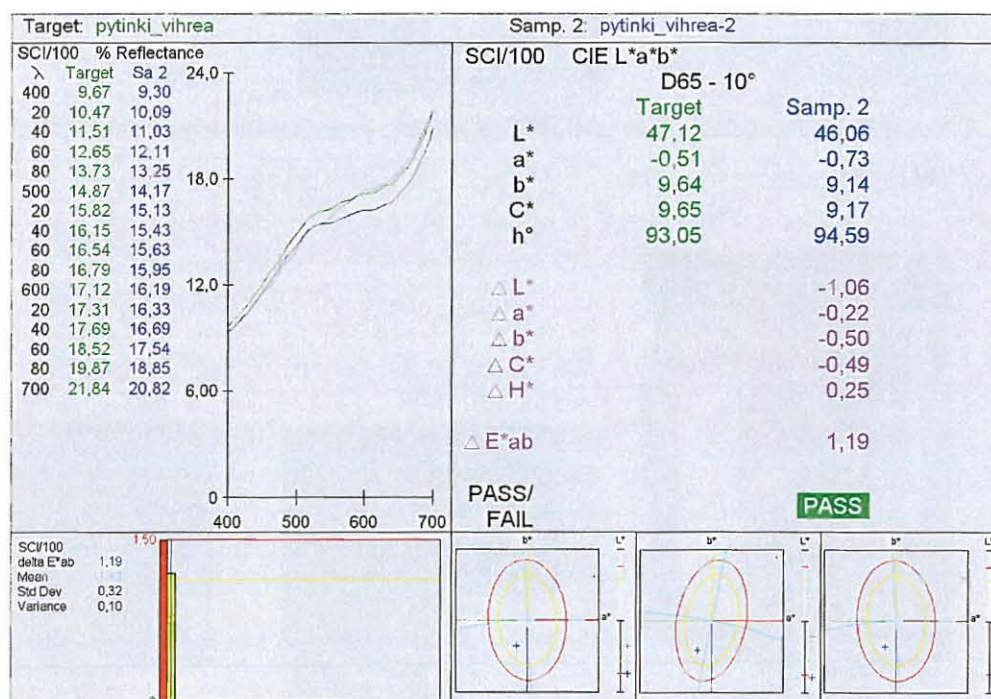 Target: pytinki_vihrea Samp. 2: pytinki_vihrea-2
SCI/100 % Reflectance
λ Target Sa 2
400 9,67 9,30
20 10,47 10,09
40 11,51 11,03
60 12,65 12,11
80 13,73 13,25
500 14,87 14,17
20 15,82 15,13
40 16,15 15,43
60 16,54 15,63
80 16,79 15,95
600 17,12 16,19
20 17,31 16,33
40 17,69 16,69
60 18,52 17,54
80 19,87 18,85
700 21,84 20,82
24,0
18,0
12,0
6,00
0
400 500 600 700
SCI/100 CIE L*a*b*
D65 - 10°
Target Samp. 2
L* 47,12 46,06
a* -0,51 -0,73
b* 9,64 9,14
C* 9,65 9,17
h° 93,05 94,59
△ L* -1,06
△ a* -0,22
△ b* -0,50
△ C* -0,49
△ H* 0,25
△ E*ab 1,19
PASS/ PASS
FAIL
SCI/100
delta E*ab 1,19
Mean
Std Dev 0,32
Variance 0,10
1.50
b* L* b* L* b* L*
a* a* a*